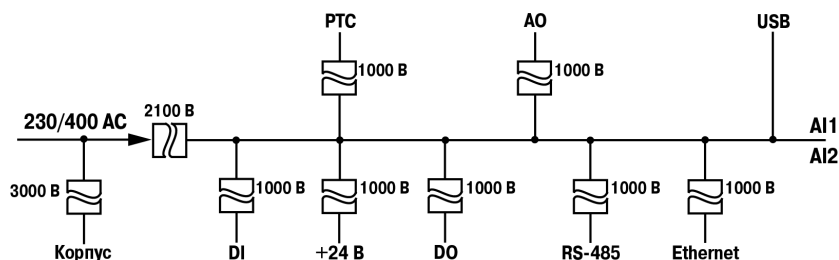 PTC
AO
USB
1000 В
1000 В
2100 В
230/400 AC
AI1
AI2
3000 В
1000 В
1000 В
1000 В
1000 В
1000 В
Корпус
DI
+24 В
DO
RS-485
Ethernet